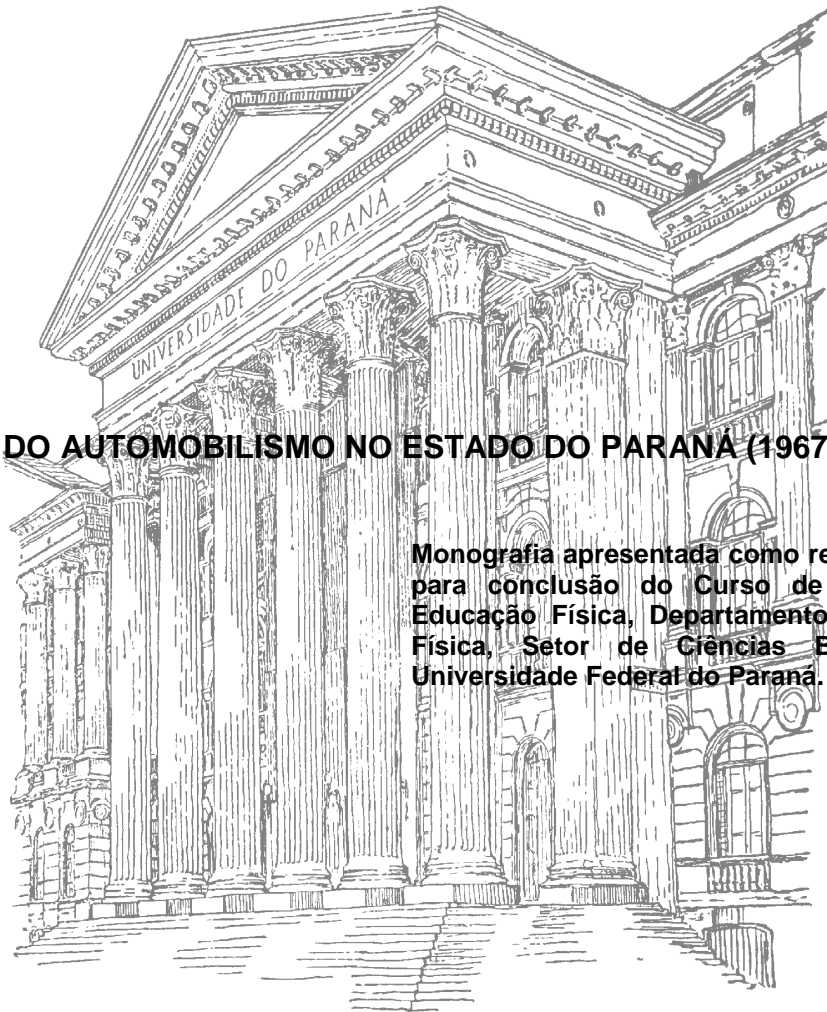 UNIVERSIDADE DO PARANÁ
DO AUTOMOBILISMO NO ESTADO DO PARANÁ (1967
Monografia apresentada como re
para conclusão do Curso de
Educação Física, Departamento
Física, Setor de Ciências B
Universidade Federal do Paraná.